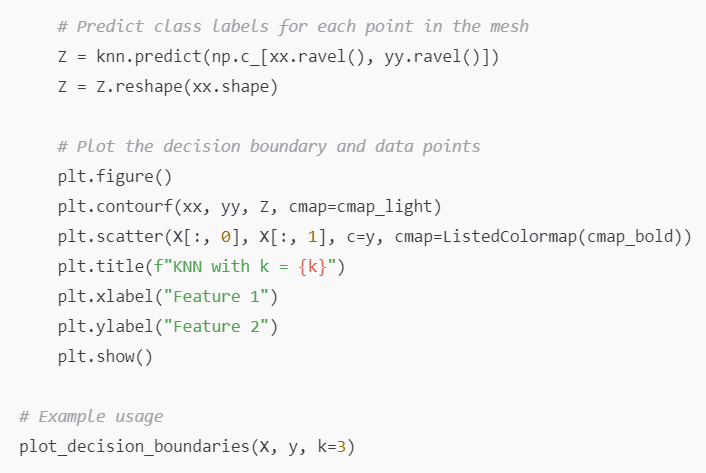 # Predict class labels for each point in the mesh
Z = knn.predict(np.c_[xx.ravel(), yy.ravel()])
Z = Z.reshape(xx.shape)
# Plot the decision boundary and data points
plt.figure()
plt.contourf(xx, yy, Z, cmap=cmap_light)
plt.scatter(X[:, 0], X[:, 1], c=y, cmap=ListedColormap(cmap_bold))
plt.title(f"KNN with k = {k}")
plt.xlabel("Feature 1")
plt.ylabel("Feature 2")
plt.show()
# Example usage
plot_decision_boundaries(X, y, k=3)